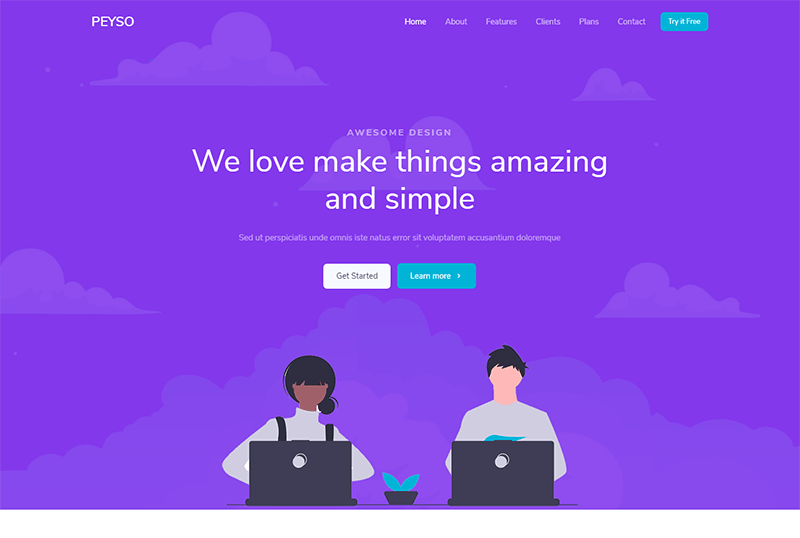 PEYSO
Home About Features Clients Plans Contact Try it Free
AWESOME DESIGN
We love make things amazing
and simple
Sed ut perspiciatis unde omnis iste natus error sit voluptatem accusantium doloremque
Get Started Learn more